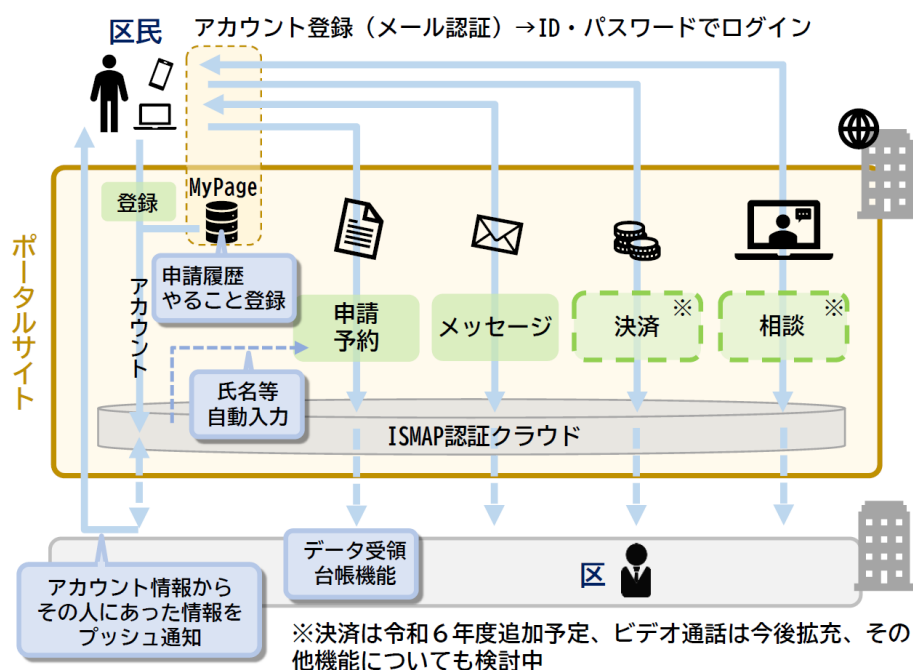 区民
アカウント登録（メール認証）→ID・パスワードでログイン
ポータルサイト
登録
MyPage
申請履歴
やること登録
アカウント
申請
予約
メッセージ
決済
※
相談
※
氏名等
自動入力
ISMAP認証クラウド
データ受領
台帳機能
区
アカウント情報から
その人にあった情報を
プッシュ通知
※決済は令和６年度追加予定、ビデオ通話は今後拡充、その
他機能についても検討中